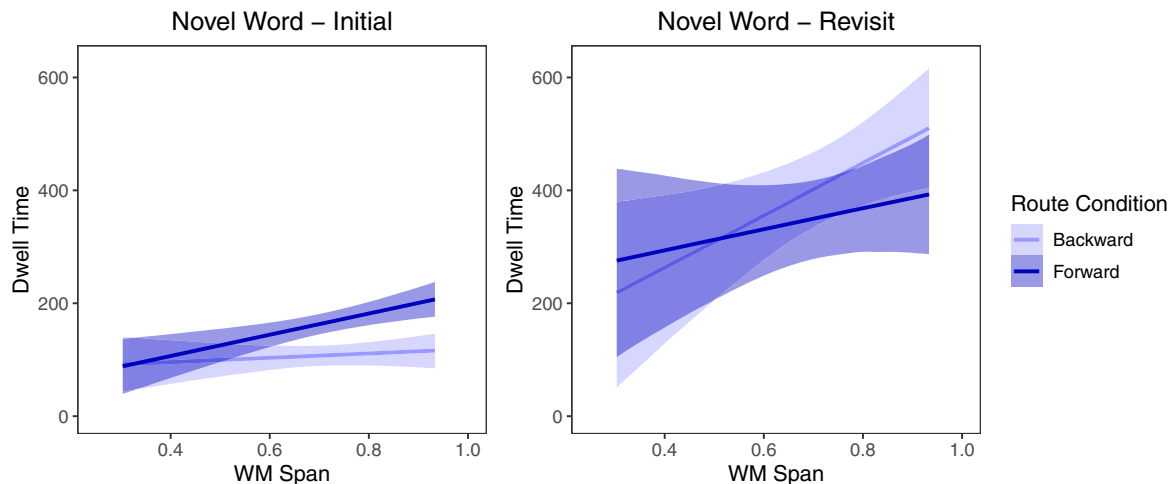 Novel Word – Initial
Novel Word – Revisit
Dwell Time
600
400
200
0
0.4
0.6
0.8
1.0
WM Span
Dwell Time
600
400
200
0
0.4
0.6
0.8
1.0
WM Span
Route Condition
Backward
Forward